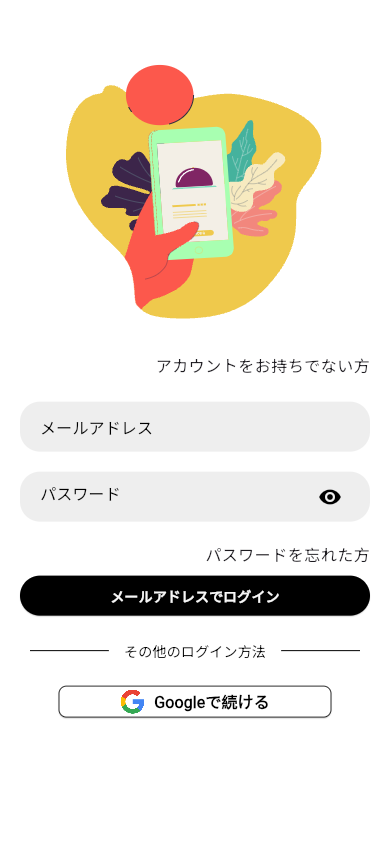 アカウントをお持ちでない方
メールアドレス
パスワード
パスワードを忘れた方
メールアドレスでログイン
その他のログイン方法
Googleで続ける